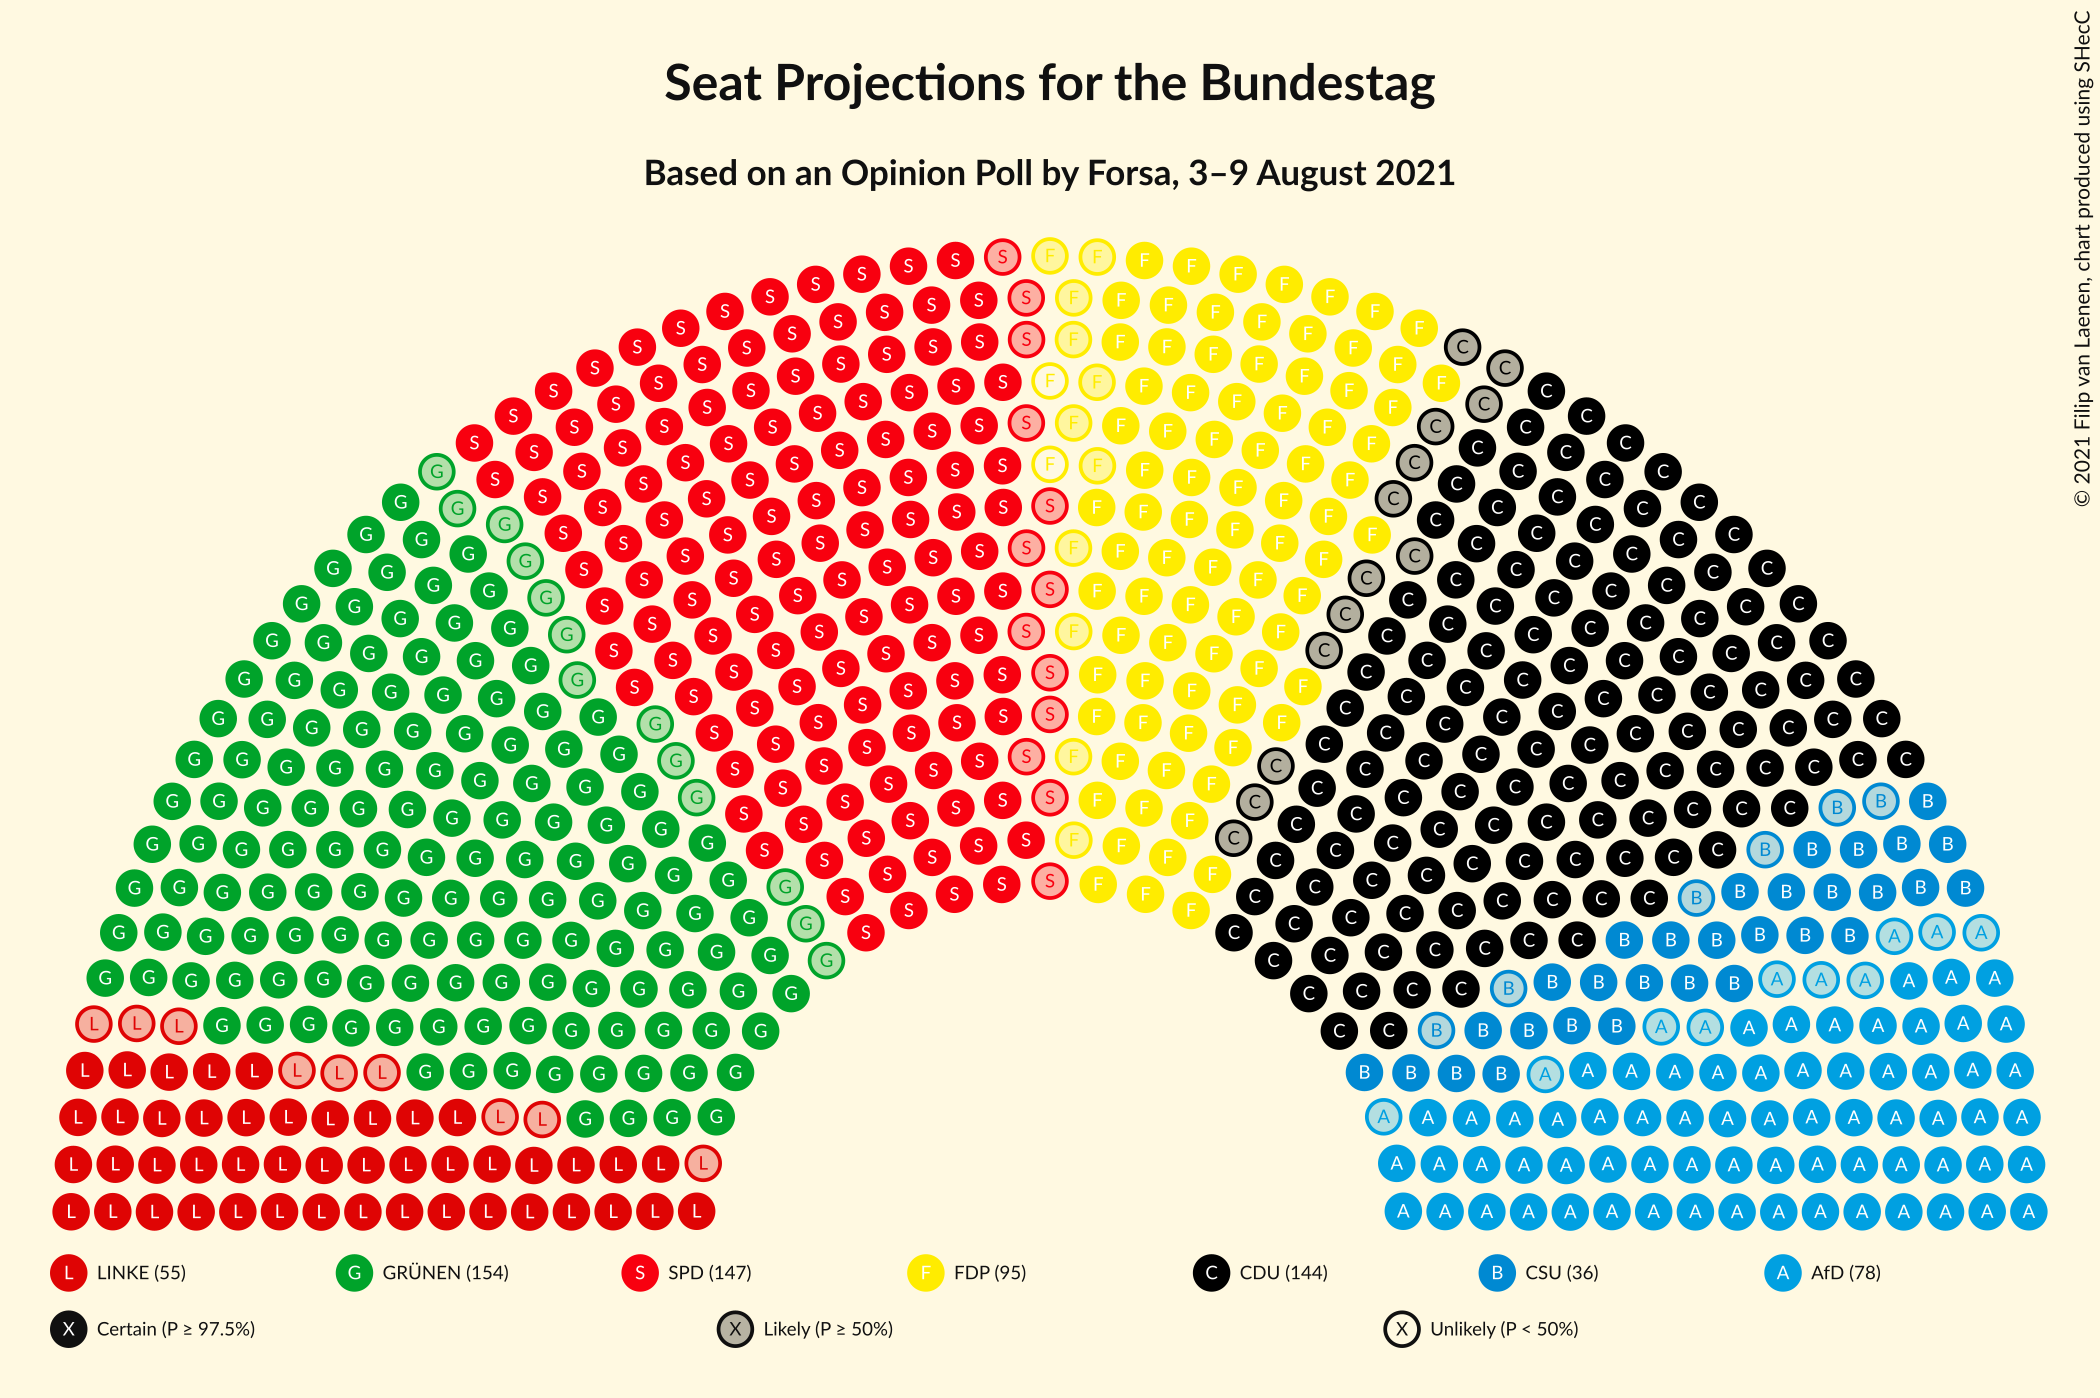 Seat Projections for the Bundestag
Based on an Opinion Poll by Forsa, 3–9 August 2021
© 2021 Filip van Laenen, chart produced using SHecC
L LINKE (55) G GRÜNEN (154) S SPD (147) F FDP (95) C CDU (144) B CSU (36) A AfD (78)
X Certain (P ≥ 97.5%) X Likely (P ≥ 50%) X Unlikely (P < 50%)